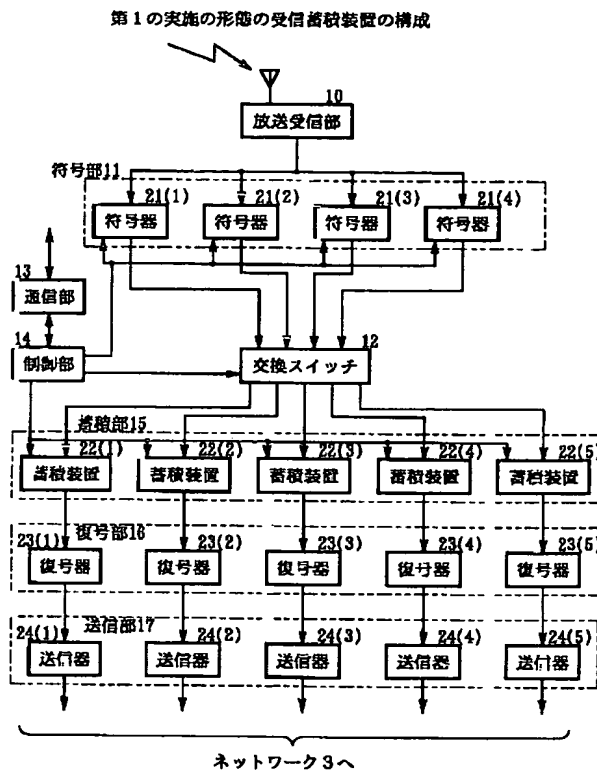 第1の実施の形態の受信蓄積装置の構成
10
放送受信部
符号部11
21(1) 21(2) 21(3) 21(4)
符号器 符号器 符号器 符号器
13
通信部
14 12
制御部 交換スイッチ
蓄積部15
22(1) 22(2) 22(3) 22(4) 22(5)
蓄積装置 蓄積装置 蓄積装置 蓄積装置 蓄積装置
復号部16
23(1) 23(2) 23(3) 23(4) 23(5)
復号器 復号器 復号器 復号器 復号器
送信部17
24(1) 24(2) 24(3) 24(4) 24(5)
送信器 送信器 送信器 送信器 送信器
ネットワーク3へ